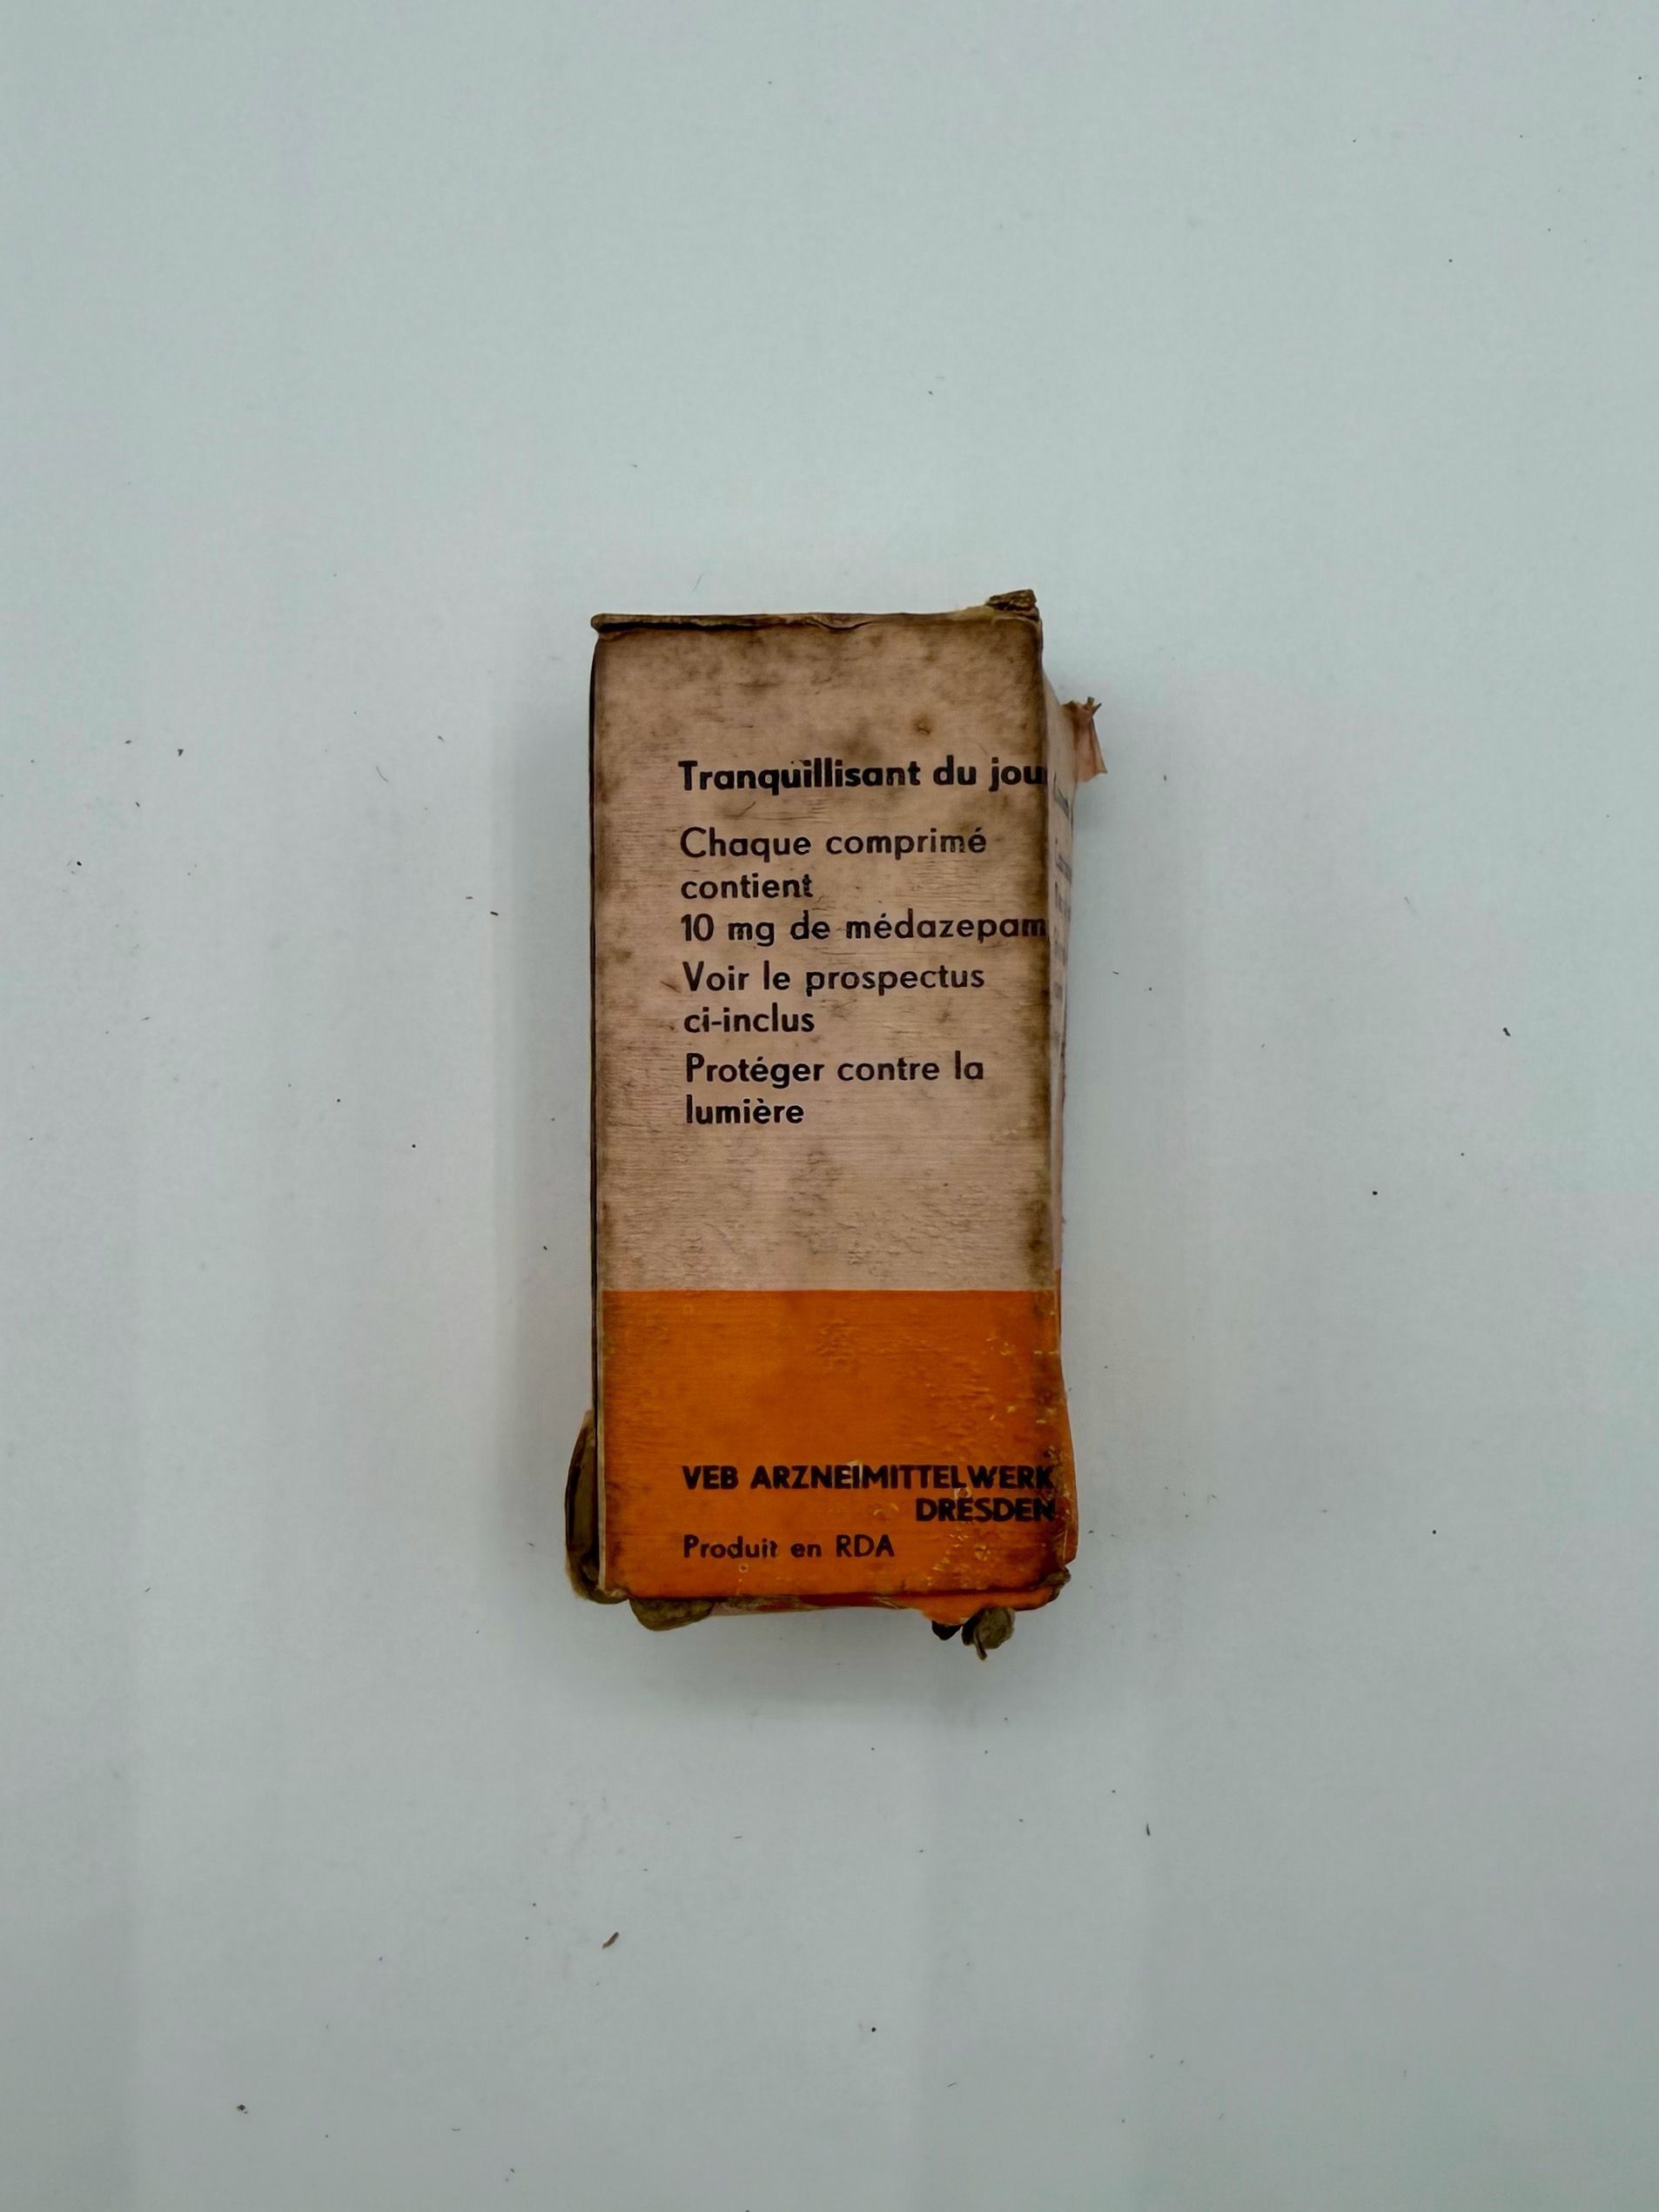 Tranquillisant du jou
Chaque comprimé
contient
10 mg de médazepam
Voir le prospectus
ci-inclus
Protéger contre la
lumière
VEB ARZNEIMITTELWERK
DRESDEN
Produit en RDA